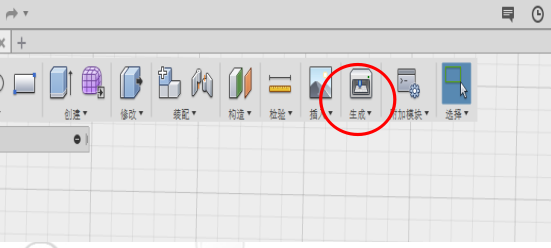 创建 修改 装配 构造 检验 插入 生成 附加模块 选择